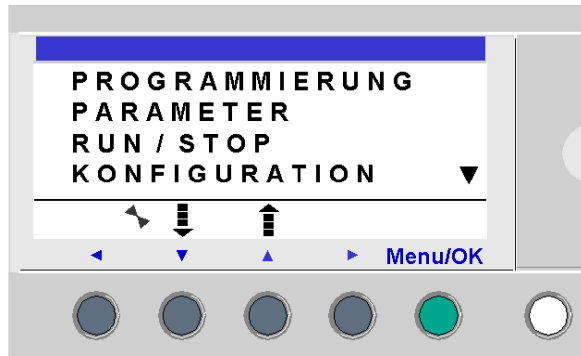 PROGRAMMIERUNG
PARAMETER
RUN / STOP
KONFIGURATION
Menu/OK